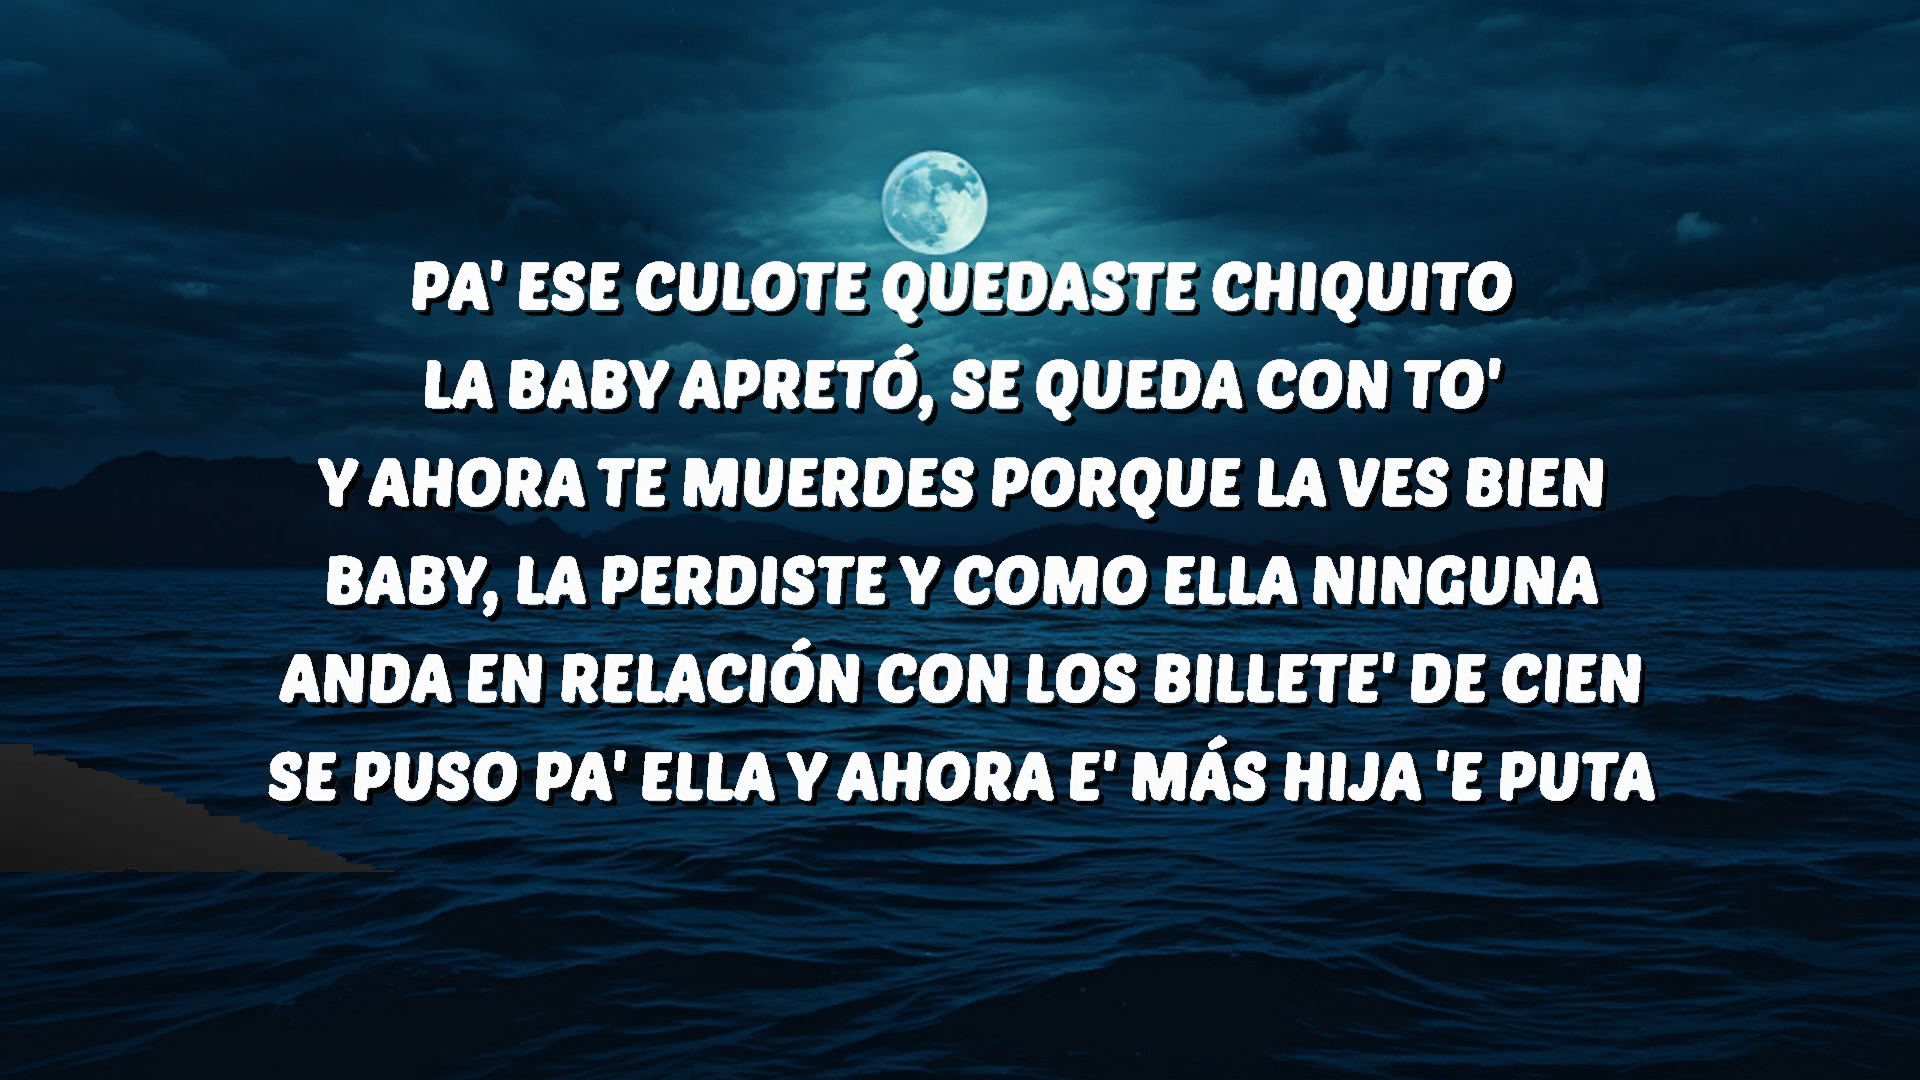 PA' ESE CULOTE QUEDASTE CHIQUITO
LA BABY APRETÓ, SE QUEDA CON TO'
Y AHORA TE MUERDES PORQUE LA VES BIEN
BABY, LA PERDISTE Y COMO ELLA NINGUNA
ANDA EN RELACIÓN CON LOS BILLETE' DE CIEN
SE PUSO PA' ELLA Y AHORA E' MÁS HIJA 'E PUTA